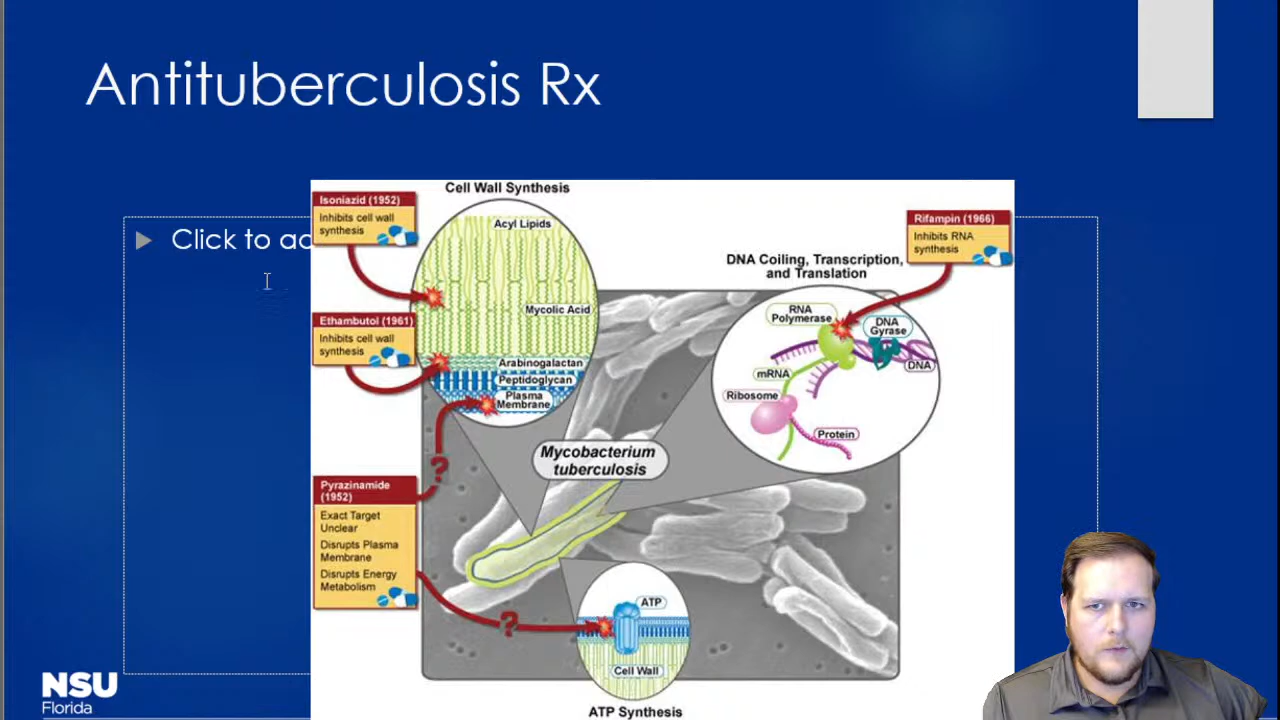 Antituberculosis Rx
Click to ad
Isoniazid (1952)
Inhibits cell wall
synthesis
Ethambutol (1961)
Inhibits cell wall
synthesis
Pyrazinamide
(1952)
Exact Target
Unclear
Disrupts Plasma
Membrane
Disrupts Energy
Metabolism
?
?
Cell Wall Synthesis
Acyl Lipids
Mycolic Acid
Arabinogalactan
Peptidoglycan
Plasma
Membrane
Mycobacterium
tuberculosis
Rifampin (1966)
Inhibits RNA
synthesis
DNA Coiling, Transcription,
and Translation
RNA
Polymerase
DNA
Gyrase
DNA
mRNA
Ribosome
Protein
ATP
Cell Wall
ATP Synthesis
NSU
Florida